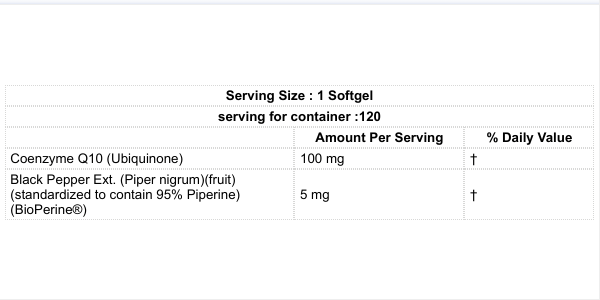 Serving Size : 1 Softgel
serving for container :120
Amount Per Serving % Daily Value
Coenzyme Q10 (Ubiquinone) 100 mg †
Black Pepper Ext. (Piper nigrum)(fruit)
(standardized to contain 95% Piperine) 5 mg †
(BioPerine®)